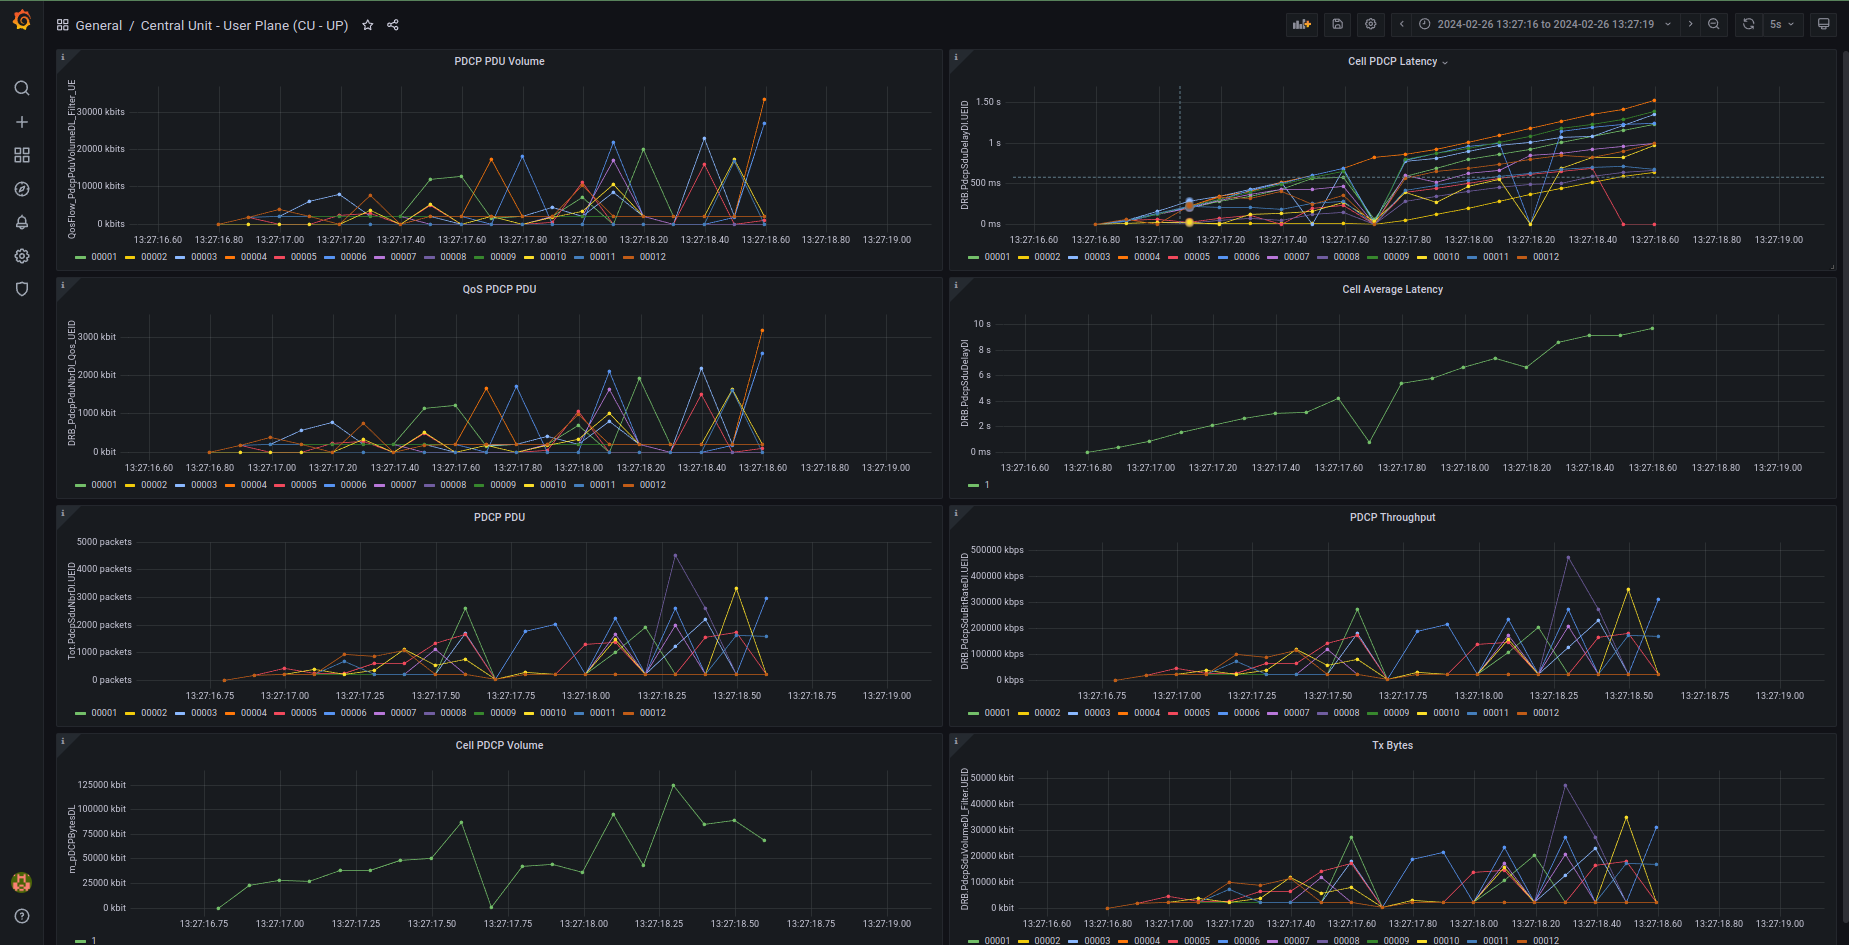 General / Central Unit - User Plane (CU - UP)
2024-02-26 13:27:16 to 2024-02-26 13:27:19
5s
PDCP PDU Volume
QosFlow_PdcpPduVolumeDL_Filter_UE
30000 kbits
20000 kbits
10000 kbits
0 kbits
13:27:16.60 13:27:16.80 13:27:17.00 13:27:17.20 13:27:17.40 13:27:17.60 13:27:17.80 13:27:18.00 13:27:18.20 13:27:18.40 13:27:18.60 13:27:18.80 13:27:19.00
00001 00002 00003 00004 00005 00006 00007 00008 00009 00010 00011 00012
Cell PDCP Latency
DRB.PdcpSduDelayDl.UEID
1.50 s
1 s
500 ms
0 ms
13:27:16.60 13:27:16.80 13:27:17.00 13:27:17.20 13:27:17.40 13:27:17.60 13:27:17.80 13:27:18.00 13:27:18.20 13:27:18.40 13:27:18.60 13:27:18.80 13:27:19.00
00001 00002 00003 00004 00005 00006 00007 00008 00009 00010 00011 00012
QoS PDCP PDU
DRB_PdcpPduNbrDl_Qos_UEID
3000 kbit
2000 kbit
1000 kbit
0 kbit
13:27:16.60 13:27:16.80 13:27:17.00 13:27:17.20 13:27:17.40 13:27:17.60 13:27:17.80 13:27:18.00 13:27:18.20 13:27:18.40 13:27:18.60 13:27:18.80 13:27:19.00
00001 00002 00003 00004 00005 00006 00007 00008 00009 00010 00011 00012
Cell Average Latency
DRB.PdcpSduDelayDl
10 s
8 s
6 s
4 s
2 s
0 ms
13:27:16.60 13:27:16.80 13:27:17.00 13:27:17.20 13:27:17.40 13:27:17.60 13:27:17.80 13:27:18.00 13:27:18.20 13:27:18.40 13:27:18.60 13:27:18.80 13:27:19.00
1
PDCP PDU
Tot.PdcpSduNbrDl.UEID
5000 packets
4000 packets
3000 packets
2000 packets
1000 packets
0 packets
13:27:16.75 13:27:17.00 13:27:17.25 13:27:17.50 13:27:17.75 13:27:18.00 13:27:18.25 13:27:18.50 13:27:18.75 13:27:19.00
00001 00002 00003 00004 00005 00006 00007 00008 00009 00010 00011 00012
PDCP Throughput
DRB.PdcpSduBitRateDl.UEID
500000 kbps
400000 kbps
300000 kbps
200000 kbps
100000 kbps
0 kbps
13:27:16.75 13:27:17.00 13:27:17.25 13:27:17.50 13:27:17.75 13:27:18.00 13:27:18.25 13:27:18.50 13:27:18.75 13:27:19.00
00001 00002 00003 00004 00005 00006 00007 00008 00009 00010 00011 00012
Cell PDCP Volume
m_pDCPBytesDL
125000 kbit
100000 kbit
75000 kbit
50000 kbit
25000 kbit
0 kbit
13:27:16.75 13:27:17.00 13:27:17.25 13:27:17.50 13:27:17.75 13:27:18.00 13:27:18.25 13:27:18.50 13:27:18.75 13:27:19.00
1
Tx Bytes
DRB.PdcpSduVolumeDl_Filter.UEID
50000 kbit
40000 kbit
30000 kbit
20000 kbit
10000 kbit
0 kbit
13:27:16.60 13:27:16.80 13:27:17.00 13:27:17.20 13:27:17.40 13:27:17.60 13:27:17.80 13:27:18.00 13:27:18.20 13:27:18.40 13:27:18.60 13:27:18.80 13:27:19.00
00001 00002 00003 00004 00005 00006 00007 00008 00009 00010 00011 00012